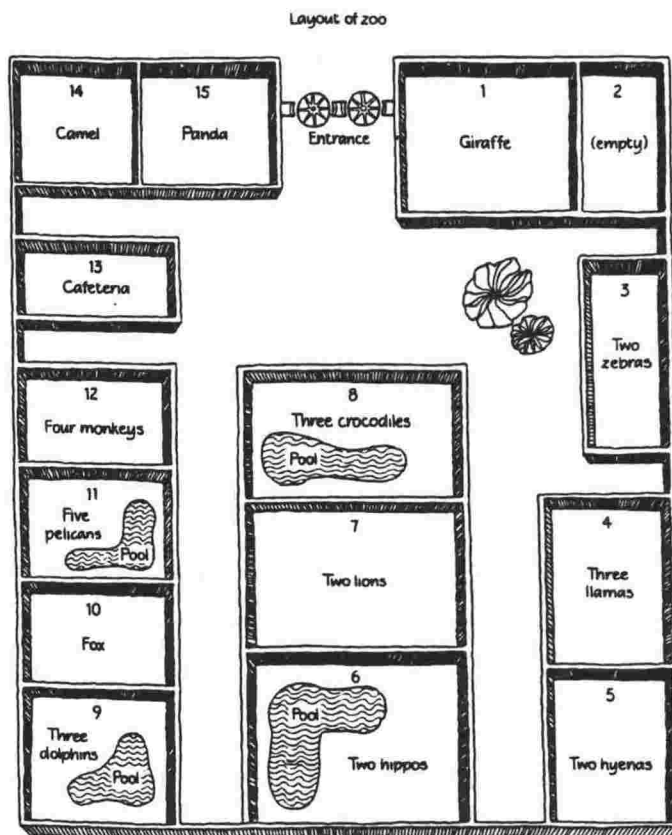 Layout of zoo
14
Camel
15
Panda
Entrance
1
Giraffe
2
(empty)
13
Cafeteria
3
Two
zebras
12
Four monkeys
8
Three crocodiles
Pool
11
Five
pelicans
Pool
7
Two lions
4
Three
llamas
10
Fox
9
Three
dolphins
Pool
6
Pool
Two hippos
5
Two hyenas